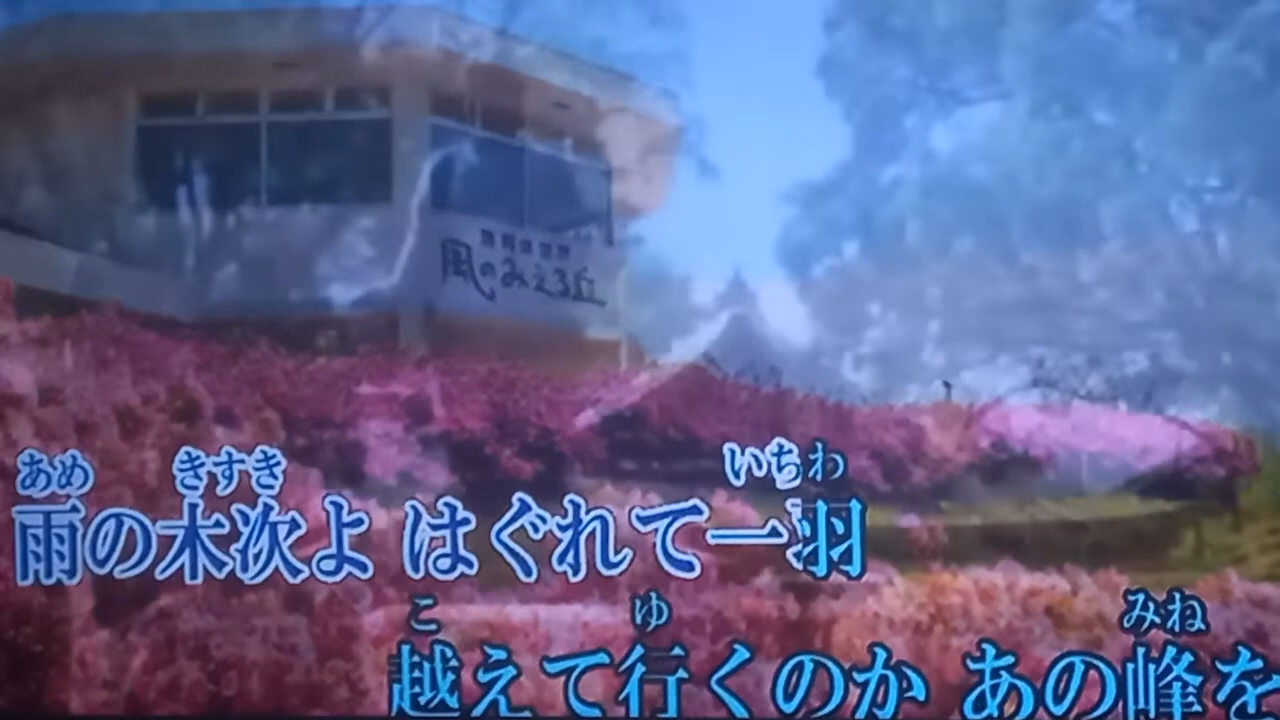 風のみえる丘
あめ きすき いちわ
雨の木次よ はぐれて一羽
こ ゆ みね
越えて行くのか あの峰を